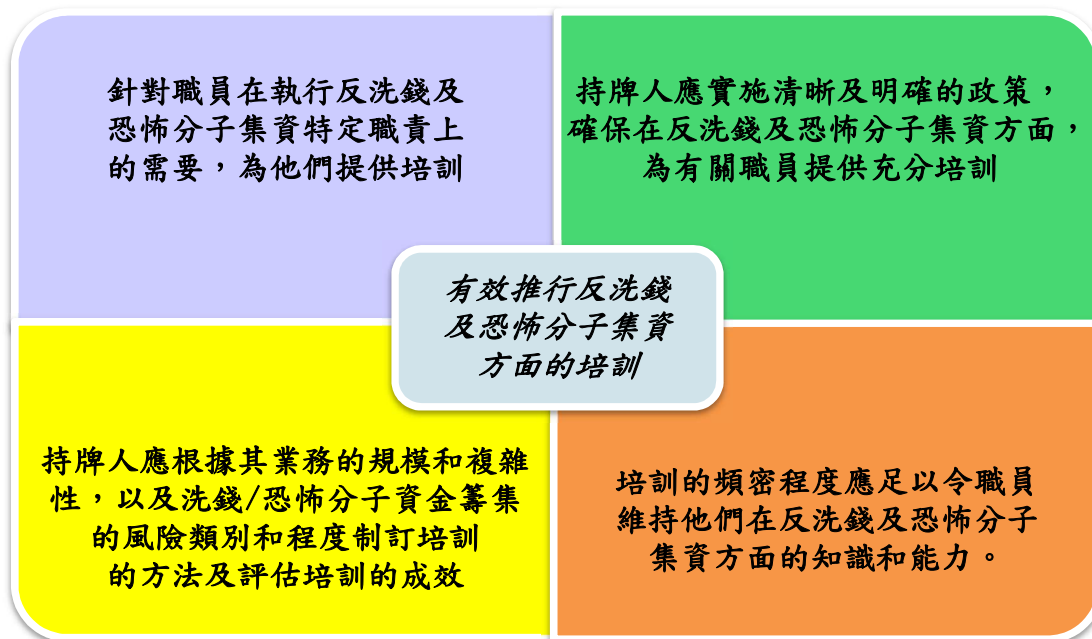 針對職員在執行反洗錢及
恐怖分子集資特定職責上
的需要，為他們提供培訓
持牌人應實施清晰及明確的政策，
確保在反洗錢及恐怖分子集資方面，
為有關職員提供充分培訓
有效推行反洗錢
及恐怖分子集資
方面的培訓
持牌人應根據其業務的規模和複雜
性，以及洗錢/恐怖分子資金籌集
的風險類別和程度制訂培訓
的方法及評估培訓的成效
培訓的頻密程度應足以令職員
維持他們在反洗錢及恐怖分子
集資方面的知識和能力。